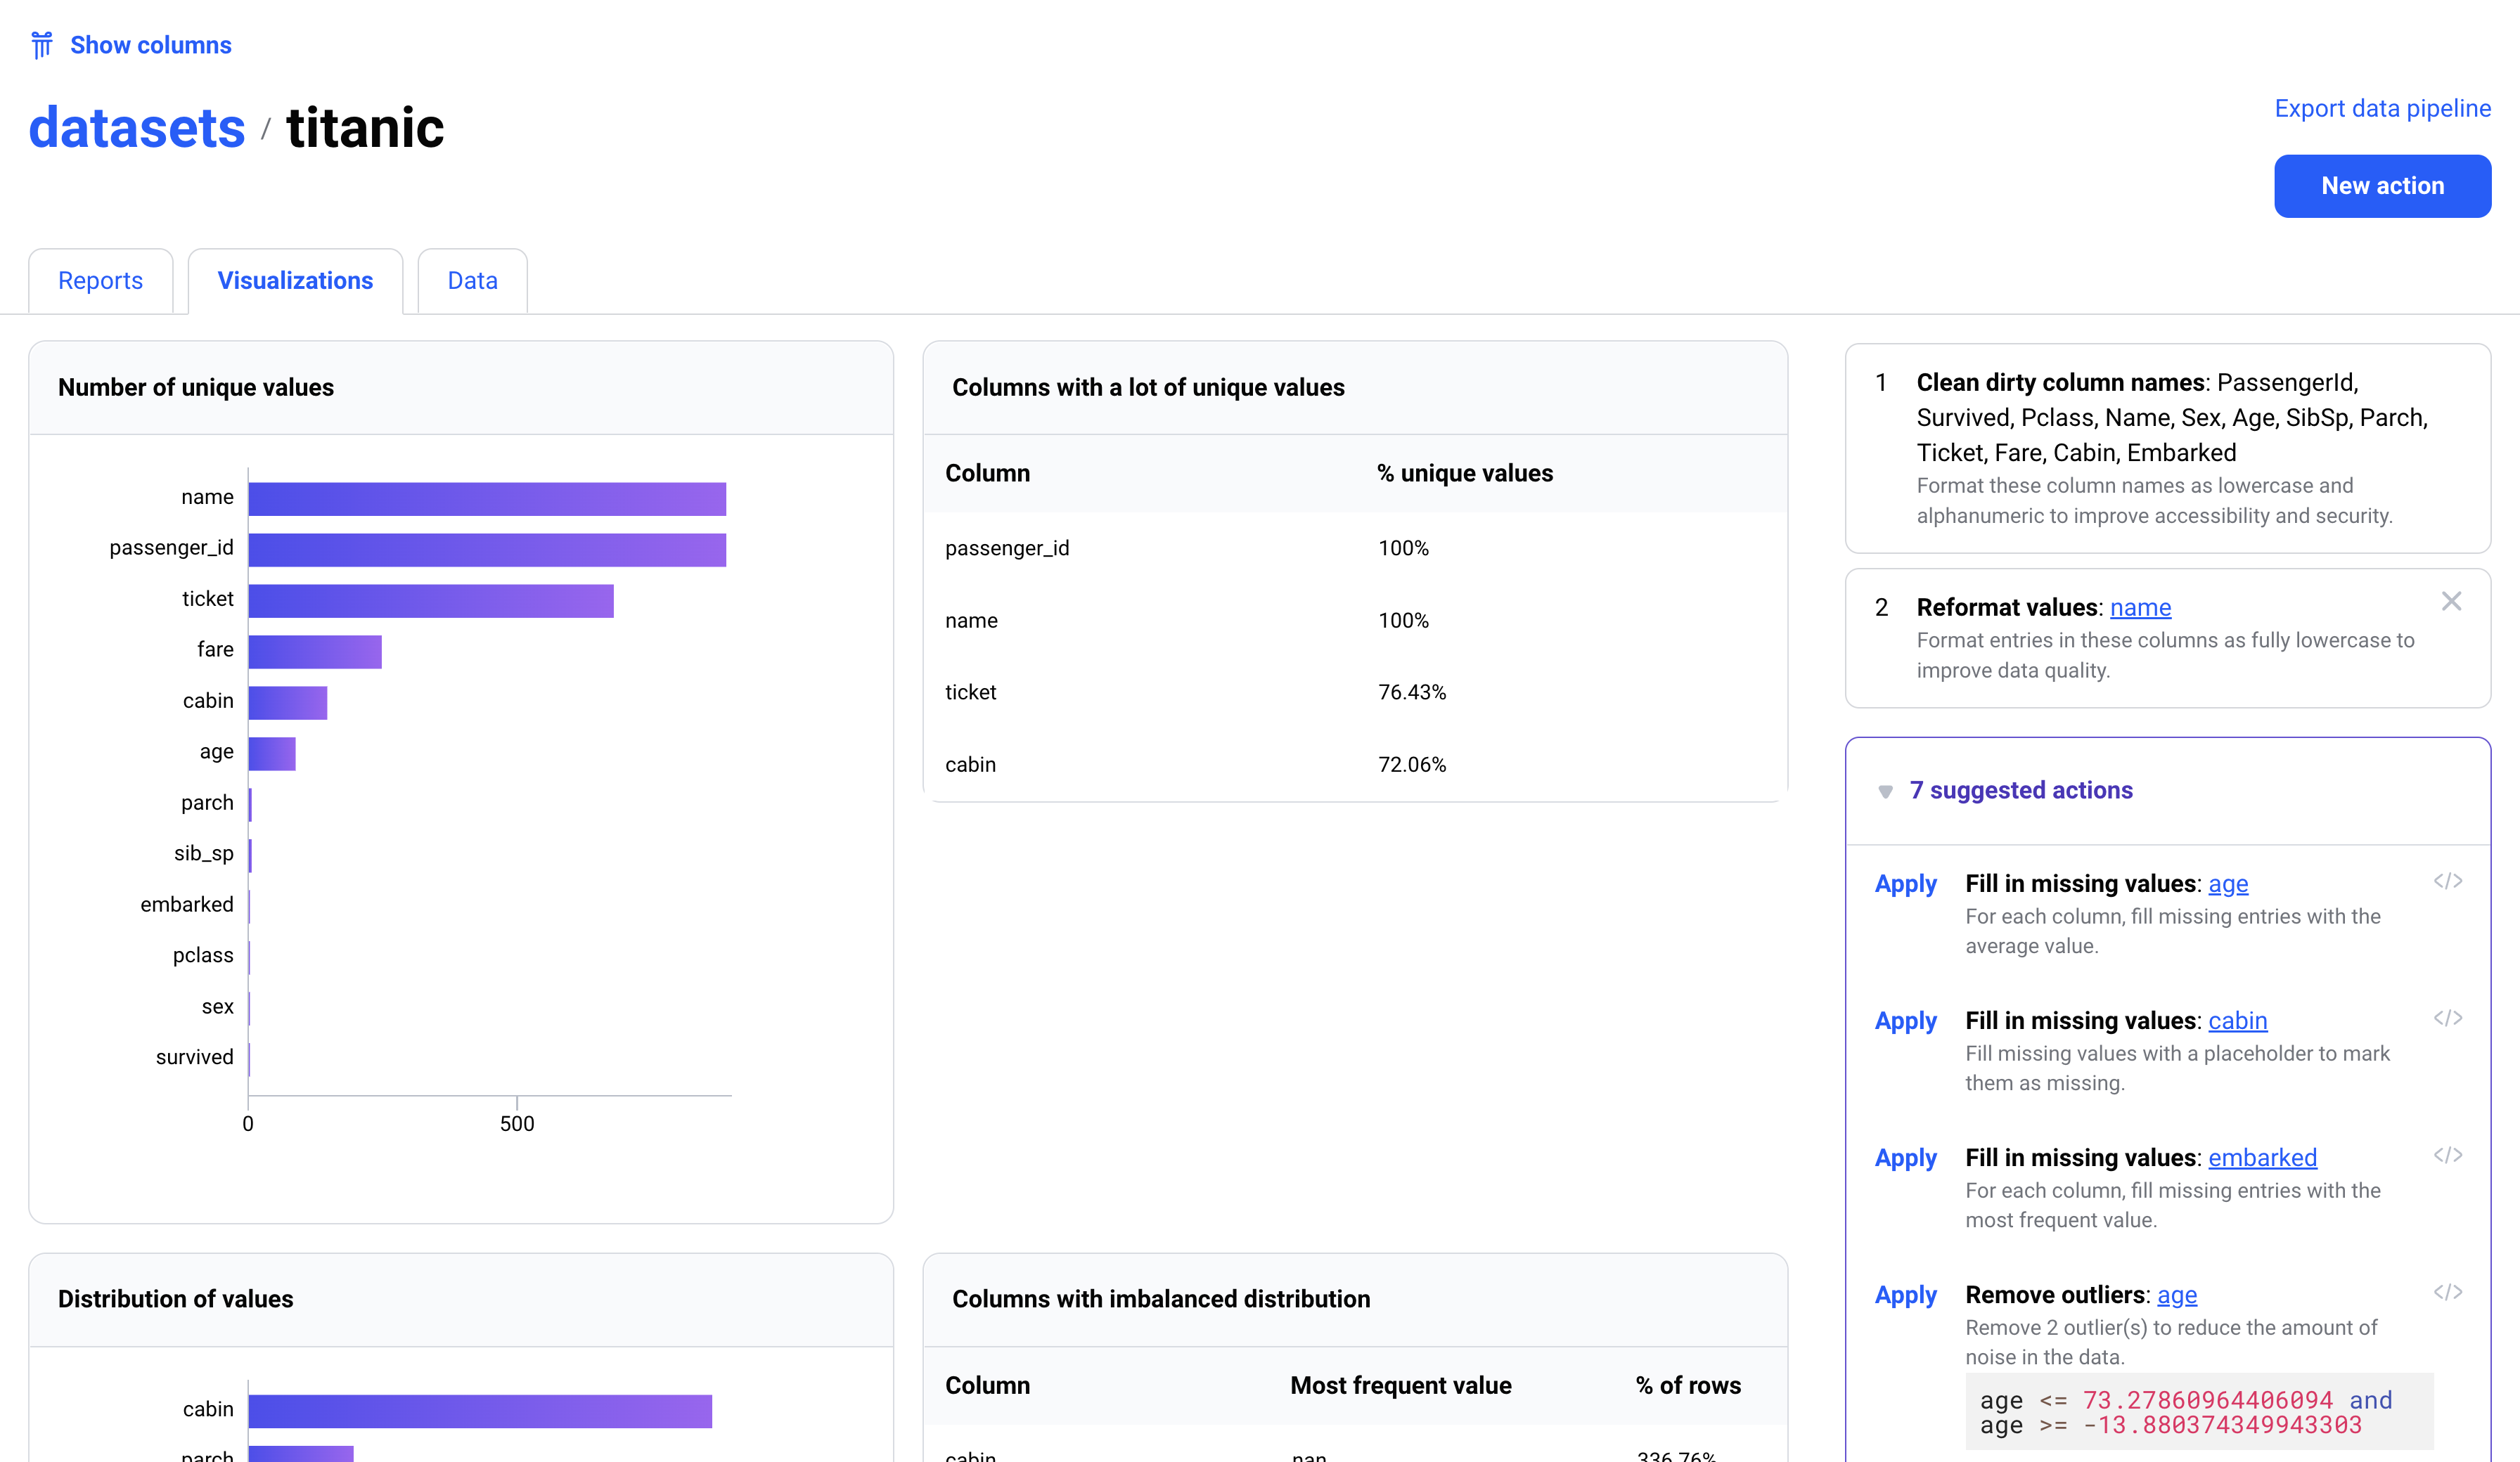 Show columns
datasets / titanic
Export data pipeline
New action
Reports
Visualizations
Data
Number of unique values
name
passenger_id
ticket
fare
cabin
age
parch
sib_sp
embarked
pclass
sex
survived
0
500
Columns with a lot of unique values
Column % unique values
passenger_id 100%
name 100%
ticket 76.43%
cabin 72.06%
Distribution of values
cabin
parch
Columns with imbalanced distribution
Column Most frequent value % of rows
cabin nan 336.76%
1 Clean dirty column names: PassengerId,
Survived, Pclass, Name, Sex, Age, SibSp, Parch,
Ticket, Fare, Cabin, Embarked
Format these column names as lowercase and
alphanumeric to improve accessibility and security.
2 Reformat values: name
Format entries in these columns as fully lowercase to
improve data quality.
7 suggested actions
Apply Fill in missing values: age </>
For each column, fill missing entries with the
average value.
Apply Fill in missing values: cabin </>
Fill missing values with a placeholder to mark
them as missing.
Apply Fill in missing values: embarked </>
For each column, fill missing entries with the
most frequent value.
Apply Remove outliers: age </>
Remove 2 outlier(s) to reduce the amount of
noise in the data.
age <= 73.27860964406094 and
age >= -13.880374349943303